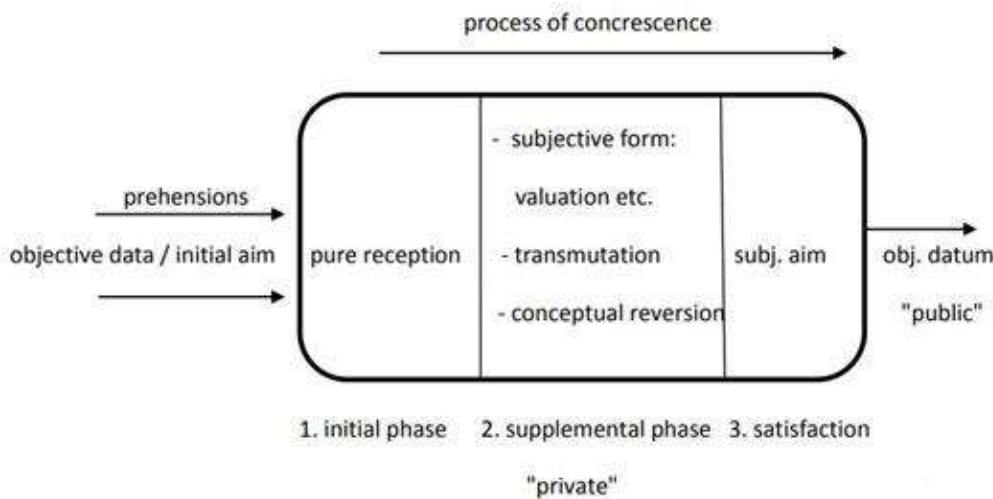 process of concrescence
- subjective form:
valuation etc.
prehensions
objective data / initial aim
pure reception
- transmutation
subj. aim
obj. datum
- conceptual reversion
"public"
1. initial phase
2. supplemental phase
3. satisfaction
"private"